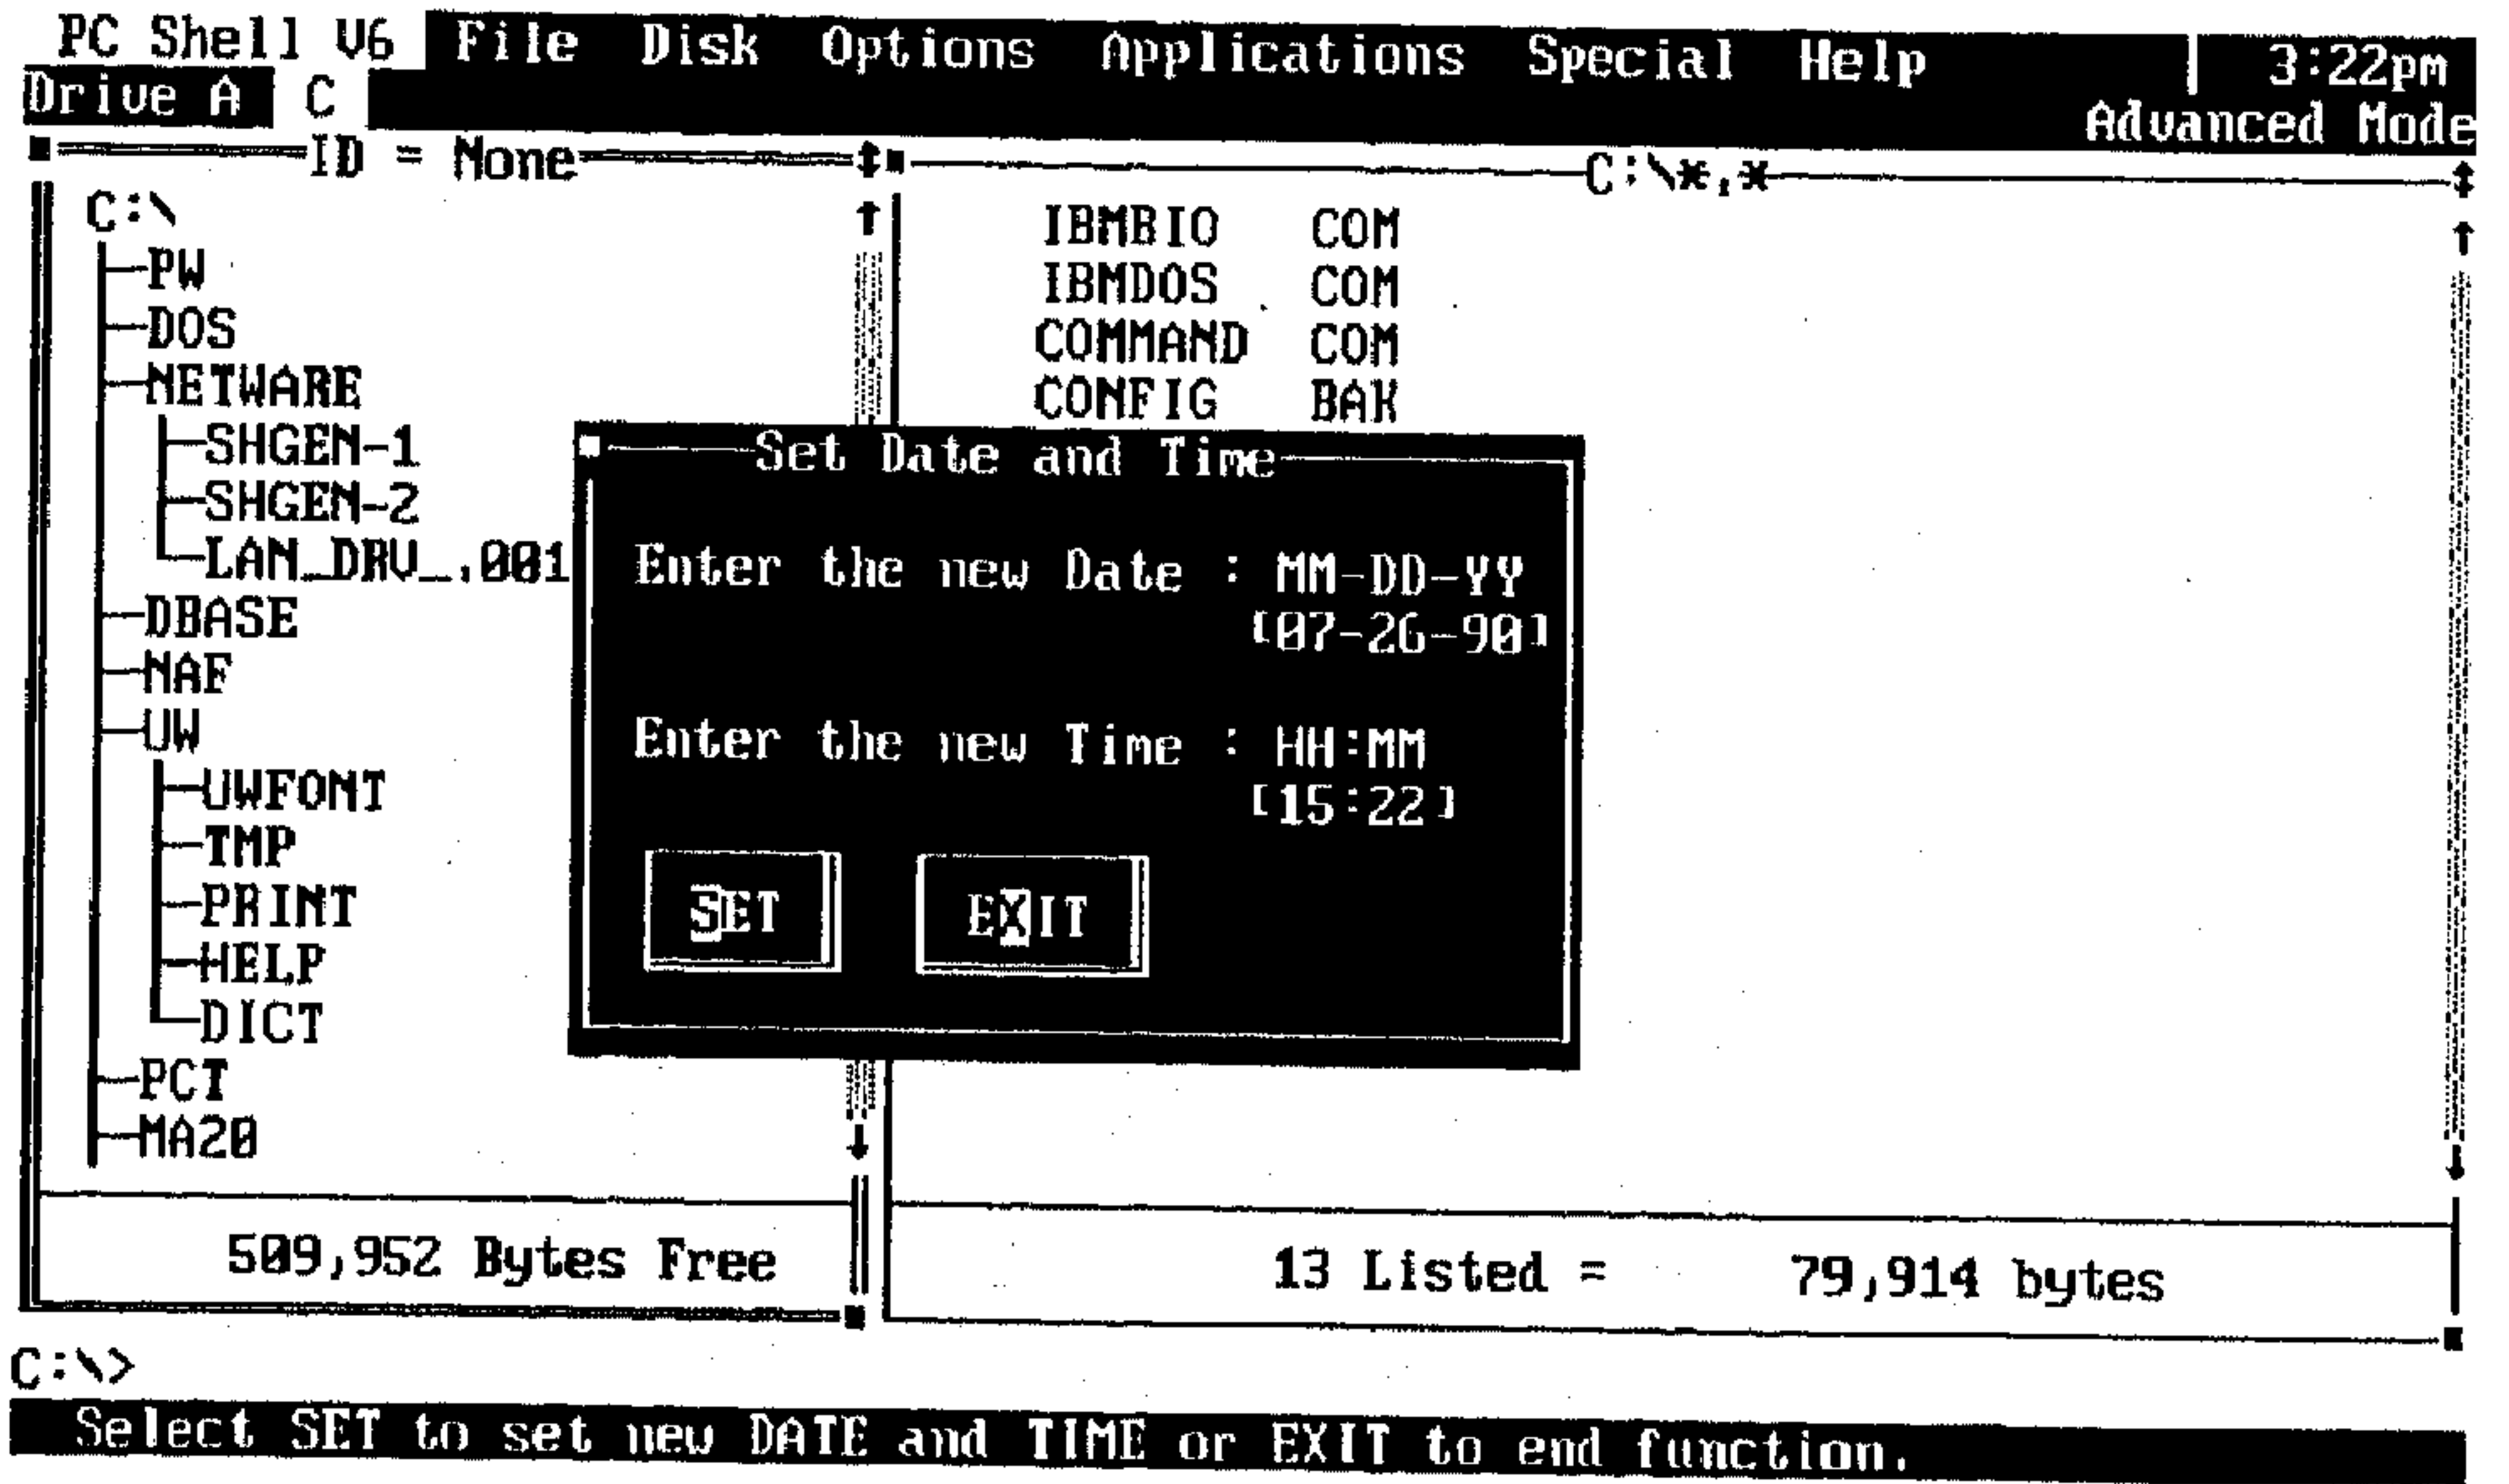 PC Shell V6 File Disk Options Applications Special Help 3:22pm
Drive A C
Advanced Mode
ID = None
C:\
PW
DOS
NETWARE
SHGEN-1
SHGEN-2
LAN_DRV_.001
DBASE
NAF
UW
UWFONT
TMP
PRINT
HELP
DICT
PCT
MA20
509,952 Bytes Free
C:\*.*
IBMBIO COM
IBMDOS COM
COMMAND COM
CONFIG BAK
13 Listed = 79,914 bytes
Set Date and Time
Enter the new Date : MM-DD-YY
[07-26-90]
Enter the new Time : HH:MM
[15:22]
SET EXIT
C:\>
Select SET to set new DATE and TIME or EXIT to end function.